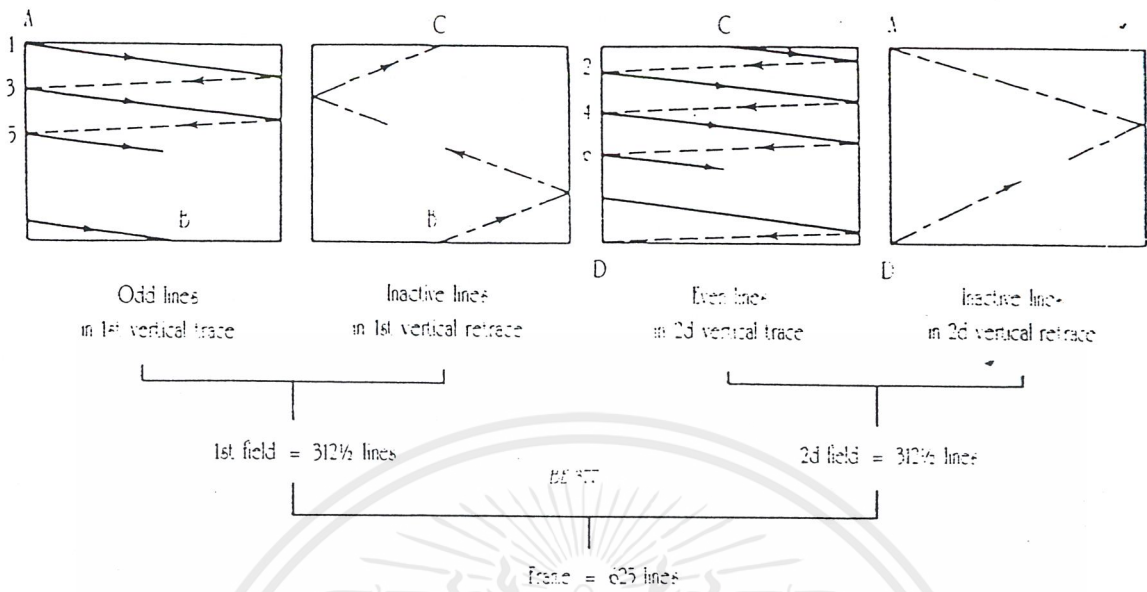 A
C
C
A
1
3
5
2
4
6
B
B
D
D
Odd lines
in 1st vertical trace
Inactive lines
in 1st vertical retrace
Even lines
in 2d vertical trace
Inactive lines
in 2d vertical retrace
1st field = 312½ lines
2d field = 312½ lines
Frame = 625 lines